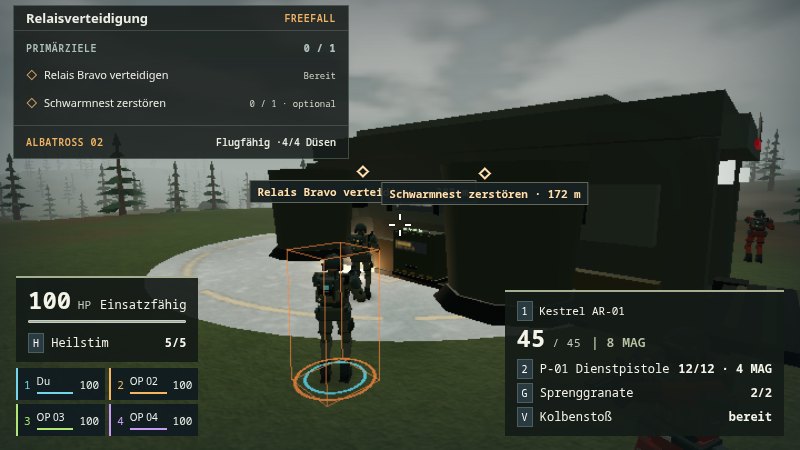 Relaisverteidigung FREEFALL
PRIMÄRZIELE 0 / 1
Relais Bravo verteidigen Bereit
Schwarmnest zerstören 0 / 1 · optional
ALBATROSS 02 Flugfähig ·4/4 Düsen
Relais Bravo vertei
Schwarmnest zerstören · 172 m
100 HP Einsatzfähig
H Heilstim 5/5
1 Du 100 2 OP 02 100
3 OP 03 100 4 OP 04 100
1 Kestrel AR-01
45 / 45 | 8 MAG
2 P-01 Dienstpistole 12/12 · 4 MAG
G Sprenggranate 2/2
V Kolbenstoß bereit